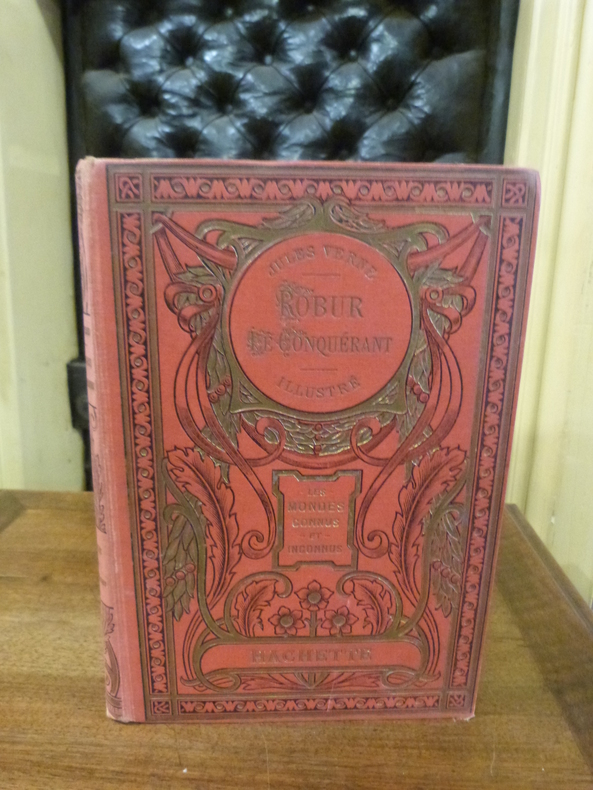 JULES VERNE
ROBUR
LE CONQUÉRANT
ILLUSTRÉ
LES
MONDES
CONNUS
ET
INCONNUS
HACHETTE